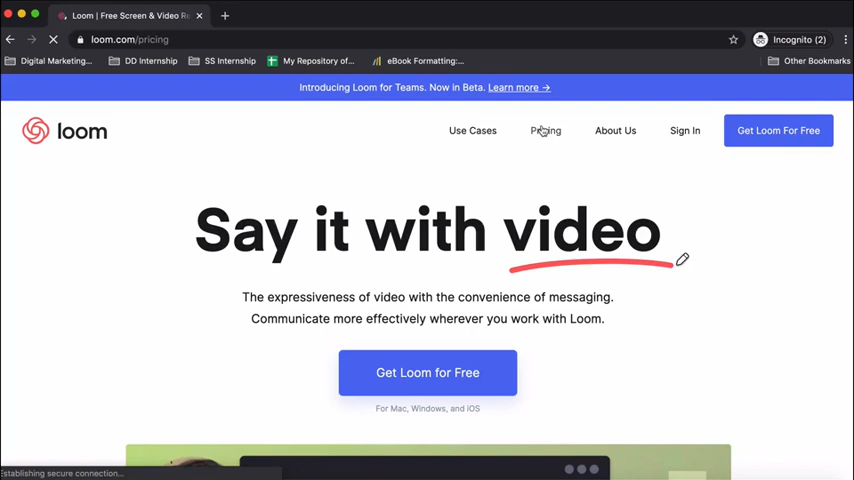 Loom | Free Screen & Video Re
loom.com/pricing
Incognito (2)
Digital Marketing...
DD Internship
SS Internship
My Repository of...
eBook Formatting:...
Other Bookmarks
Introducing Loom for Teams. Now in Beta. Learn more →
loom
Use Cases
Pricing
About Us
Sign In
Get Loom For Free
Say it with video
The expressiveness of video with the convenience of messaging.
Communicate more effectively wherever you work with Loom.
Get Loom for Free
For Mac, Windows, and iOS
Establishing secure connection...